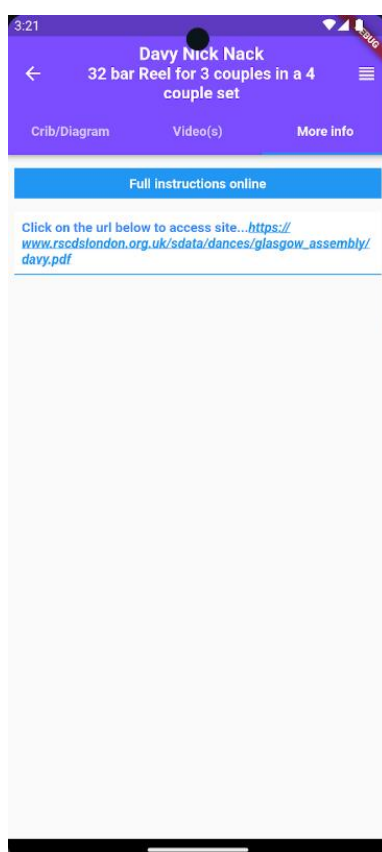 3:21
DEBUG
Davy Nick Nack
32 bar Reel for 3 couples in a 4
couple set
Crib/Diagram
Video(s)
More info
Full instructions online
Click on the url below to access site...https://
www.rscdslondon.org.uk/sdata/dances/glasgow_assembly/
davy.pdf